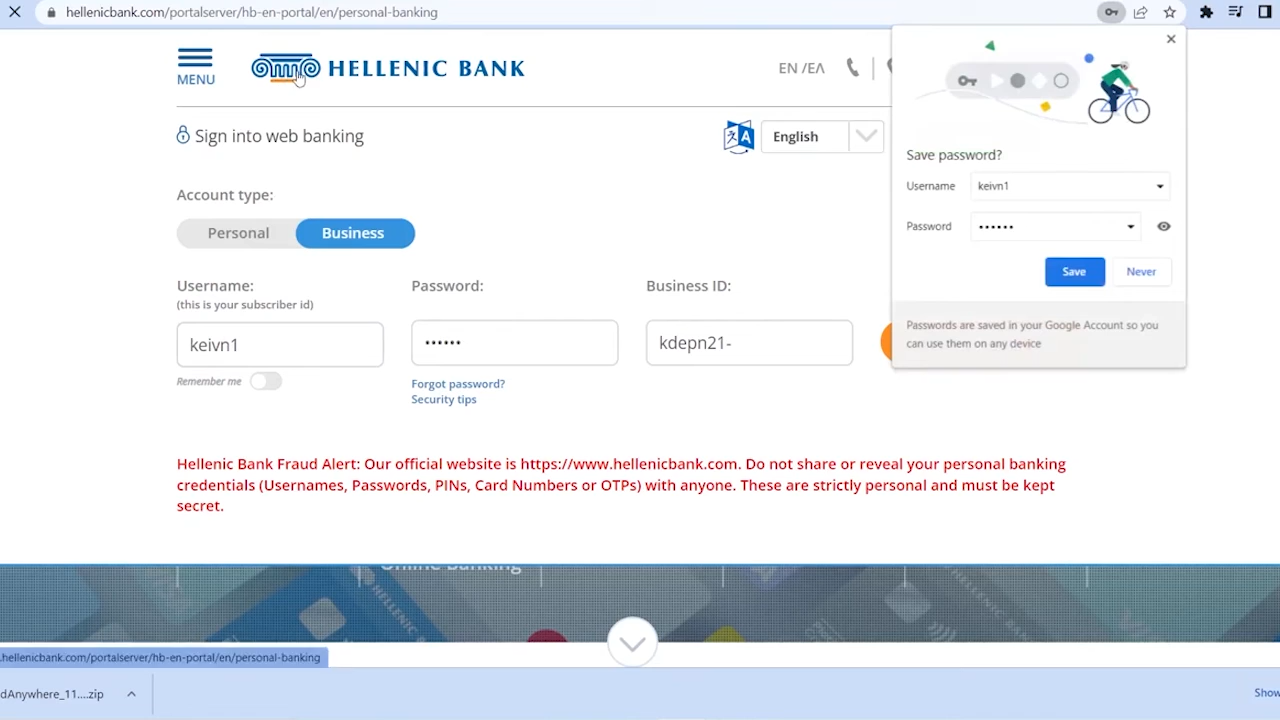 hellenicbank.com/portalserver/hb-en-portal/en/personal-banking
MENU
HELLENIC BANK
EN /ΕΛ
Sign into web banking
English
Account type:
Personal
Business
Username:
(this is your subscriber id)
Password:
Business ID:
keivn1
••••••
kdepn21-
Remember me
Forgot password?
Security tips
Hellenic Bank Fraud Alert: Our official website is https://www.hellenicbank.com. Do not share or reveal your personal banking
credentials (Usernames, Passwords, PINs, Card Numbers or OTPs) with anyone. These are strictly personal and must be kept
secret.
Save password?
Username
keivn1
Password
••••••
Save
Never
Passwords are saved in your Google Account so you
can use them on any device
Online Banking
HELLENIC BANK
.hellenicbank.com/portalserver/hb-en-portal/en/personal-banking
dAnywhere_11....zip
Show